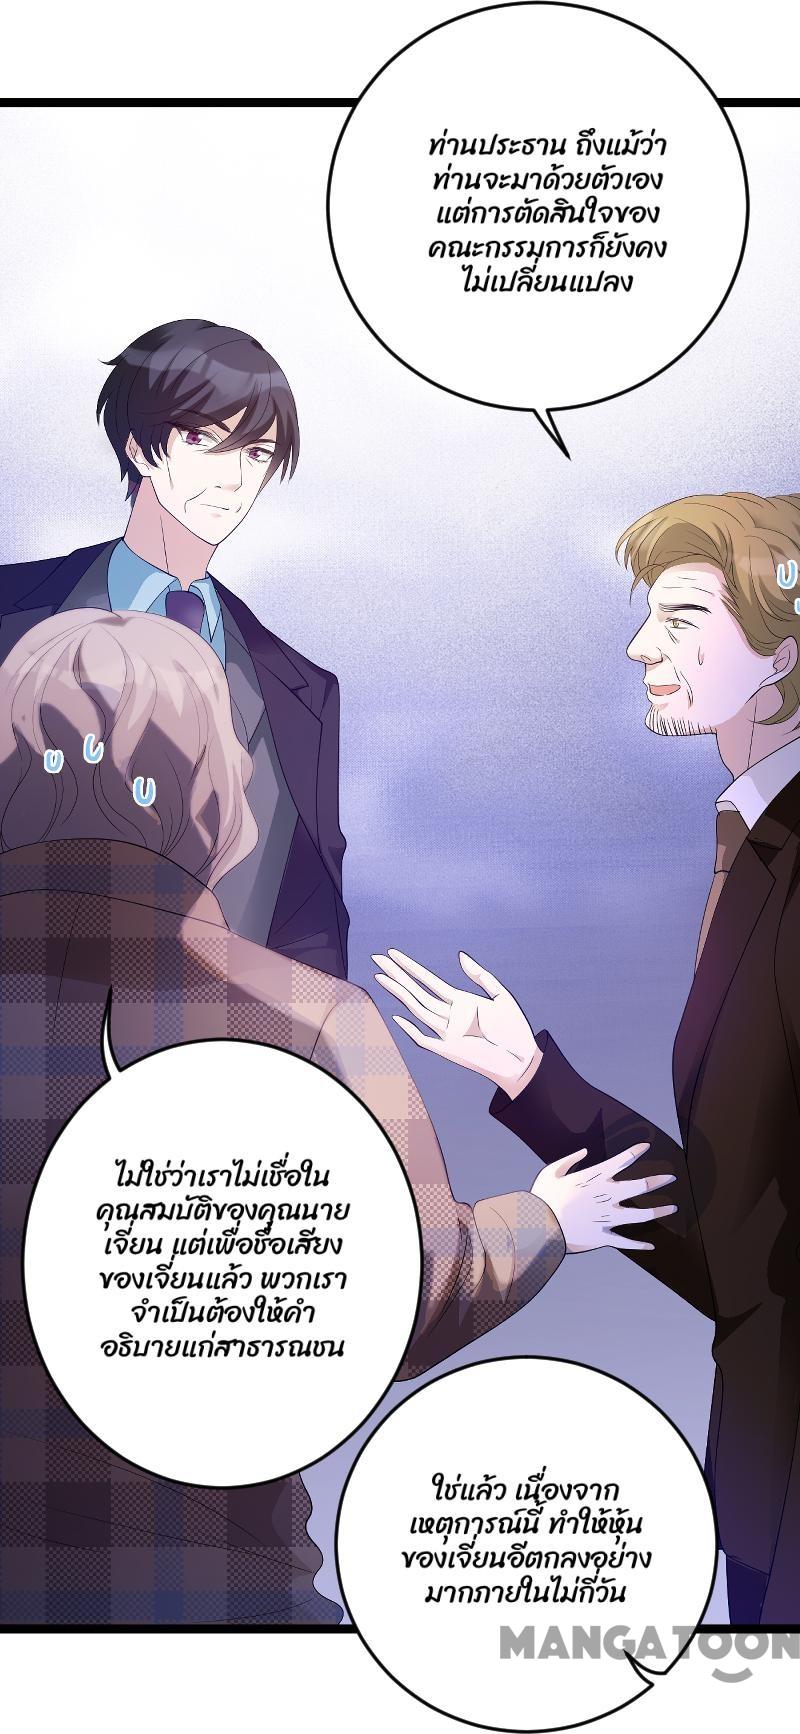 ท่านประธาน ถึงแม้ว่า
ท่านจะมาด้วยตัวเอง
แต่การตัดสินใจของ
คณะกรรมการก็ยังคง
ไม่เปลี่ยนแปลง
ไม่ใช่ว่าเราไม่เชื่อใน
คุณสมบัติของคุณนาย
เจี่ยน แต่เพื่อชื่อเสียง
ของเจี่ยนแล้ว พวกเรา
จำเป็นต้องให้คำ
อธิบายแก่สาธารณชน
ใช่แล้ว เนื่องจาก
เหตุการณ์นี้ ทำให้หุ้น
ของเจี่ยนอีตกลงอย่าง
มากภายในไม่กี่วัน
MANGATOON